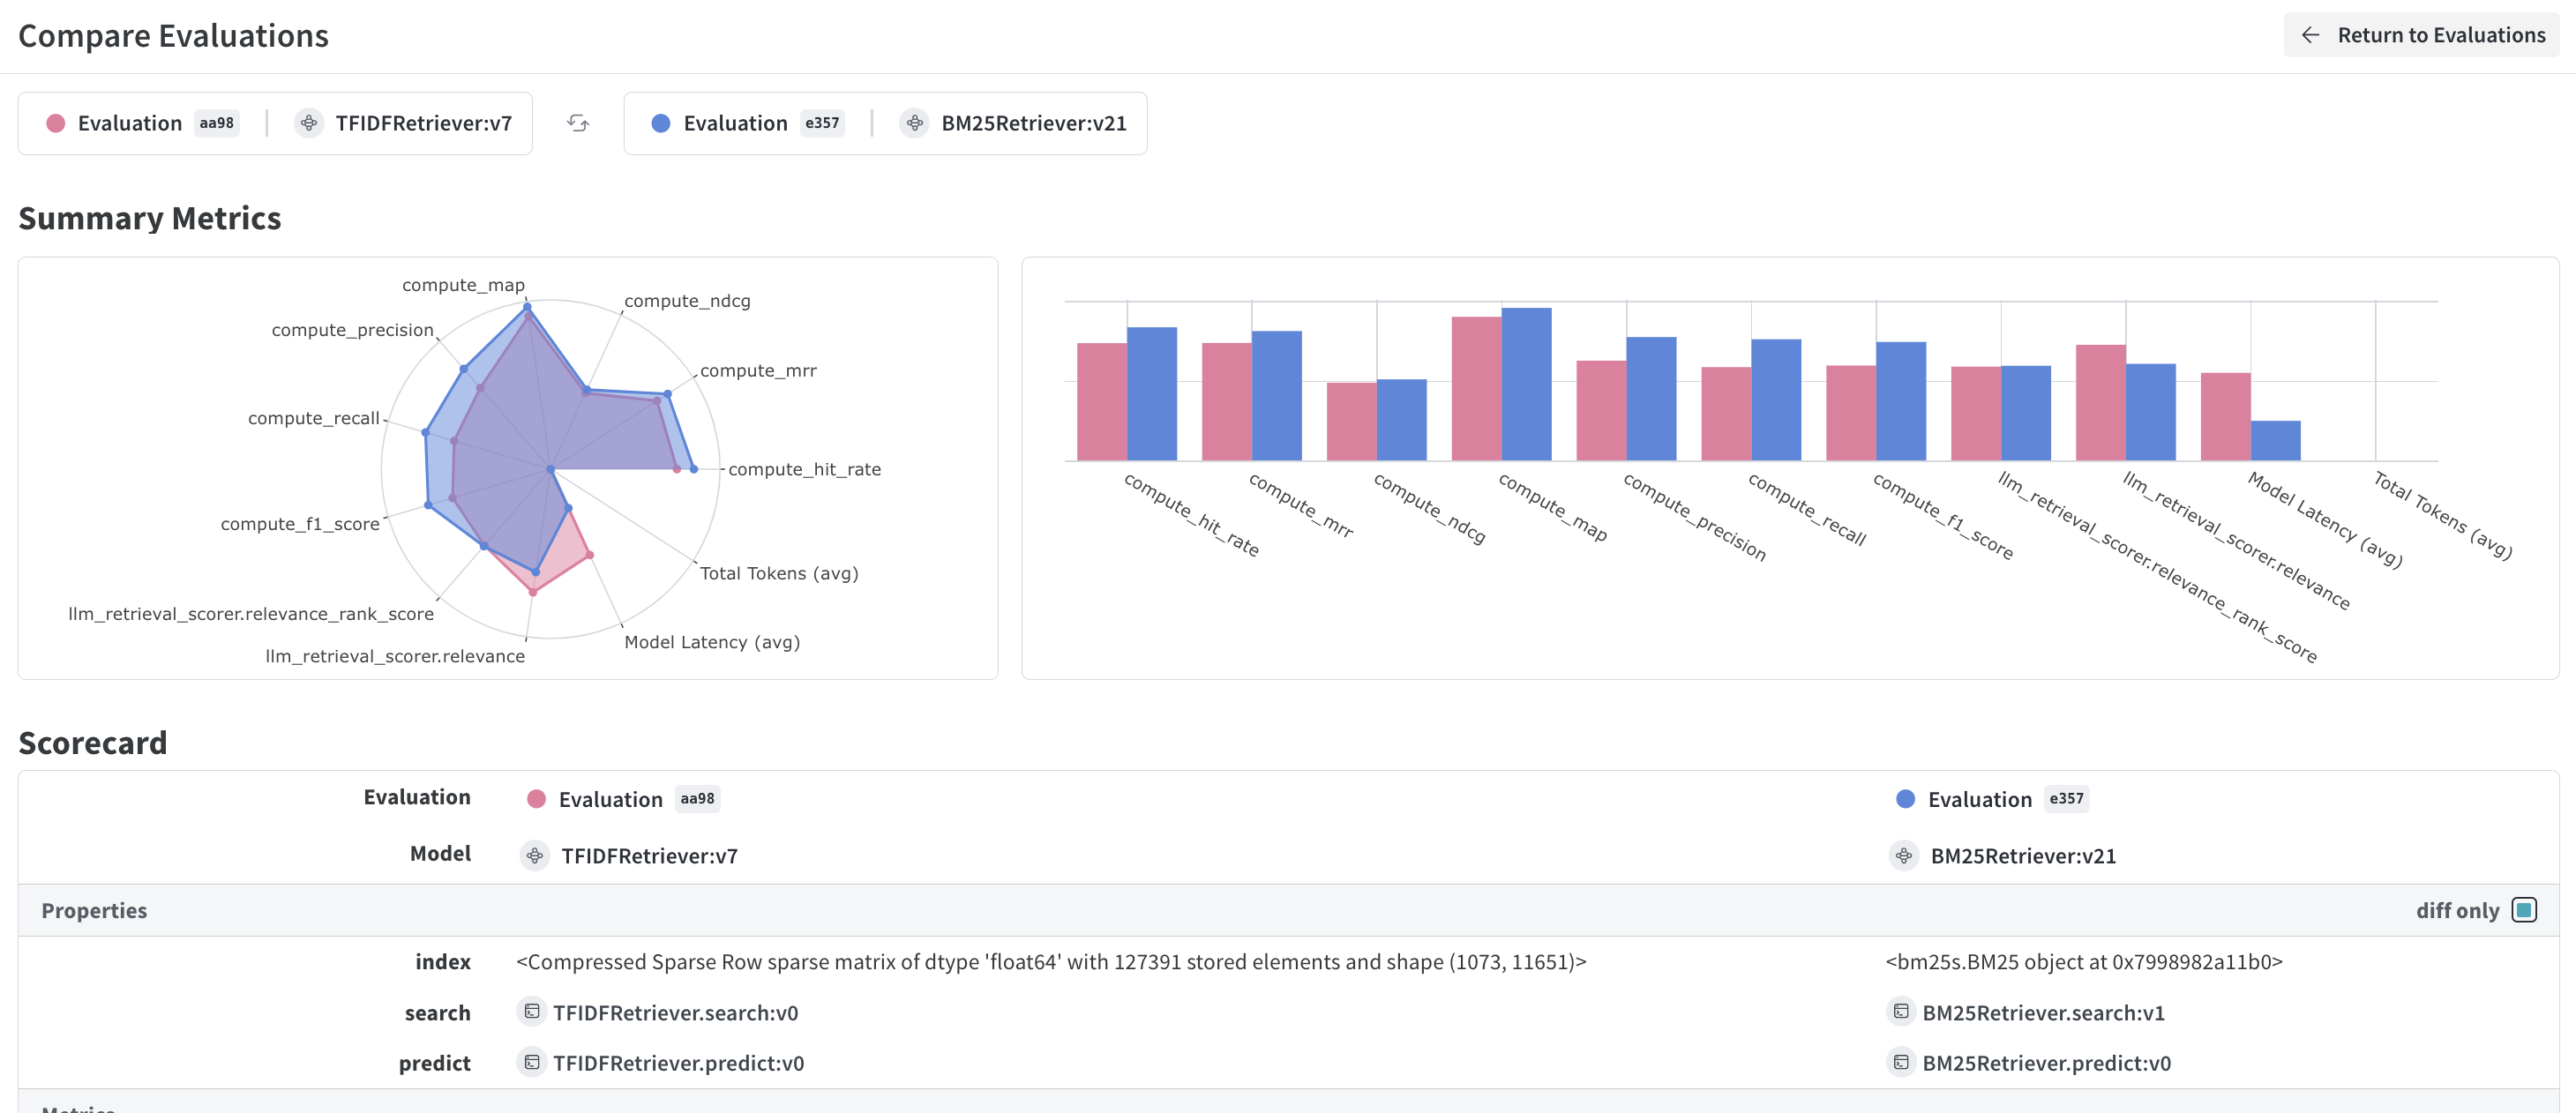 Compare Evaluations
Return to Evaluations
Evaluation aa98 TFIDFRetriever:v7
Evaluation e357 BM25Retriever:v21
Summary Metrics
compute_map
compute_ndcg
compute_precision
compute_mrr
compute_recall
compute_hit_rate
compute_f1_score
Total Tokens (avg)
llm_retrieval_scorer.relevance_rank_score
Model Latency (avg)
llm_retrieval_scorer.relevance
compute_hit_rate
compute_mrr
compute_ndcg
compute_map
compute_precision
compute_recall
compute_f1_score
llm_retrieval_scorer.relevance_rank_score
llm_retrieval_scorer.relevance
Model Latency (avg)
Total Tokens (avg)
Scorecard
Evaluation Evaluation aa98 Evaluation e357
Model TFIDFRetriever:v7 BM25Retriever:v21
Properties diff only
index <Compressed Sparse Row sparse matrix of dtype 'float64' with 127391 stored elements and shape (1073, 11651)> <bm25s.BM25 object at 0x7998982a11b0>
search TFIDFRetriever.search:v0 BM25Retriever.search:v1
predict TFIDFRetriever.predict:v0 BM25Retriever.predict:v0
Metrics